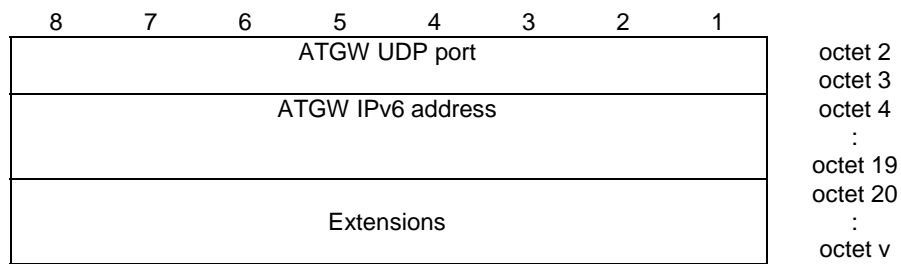 8 7 6 5 4 3 2 1
ATGW UDP port octet 2
octet 3
ATGW IPv6 address octet 4
:
octet 19
octet 20
Extensions :
octet v